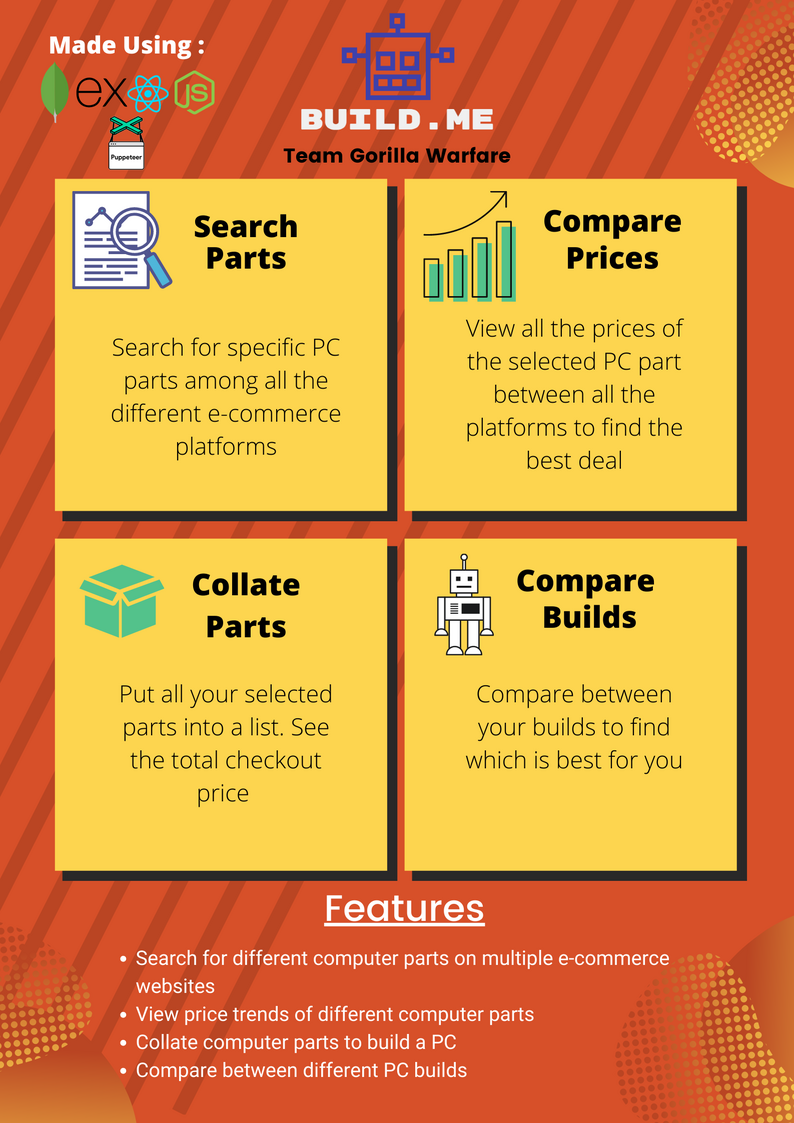 Made Using :
ex
JS
Puppeteer
BUILD.ME
Team Gorilla Warfare
Search
Parts
Search for specific PC
parts among all the
different e-commerce
platforms
Compare
Prices
View all the prices of
the selected PC part
between all the
platforms to find the
best deal
Collate
Parts
Put all your selected
parts into a list. See
the total checkout
price
Compare
Builds
Compare between
your builds to find
which is best for you
Features
• Search for different computer parts on multiple e-commerce
websites
• View price trends of different computer parts
• Collate computer parts to build a PC
• Compare between different PC builds